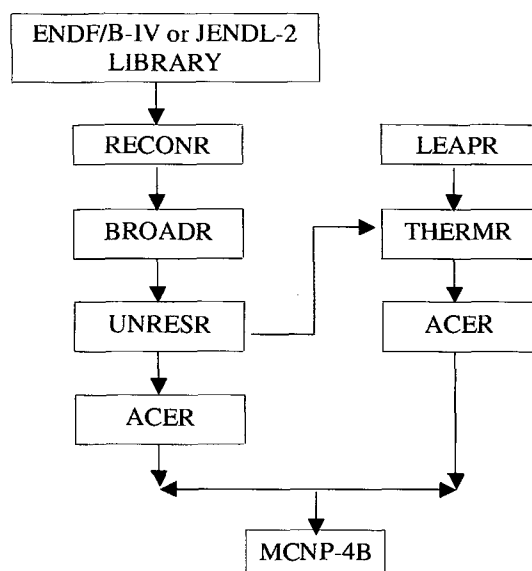 ENDF/B-IV or JENDL-2
LIBRARY
RECONR
LEAPR
BROADR
THERMR
UNRESR
ACER
ACER
MCNP-4B